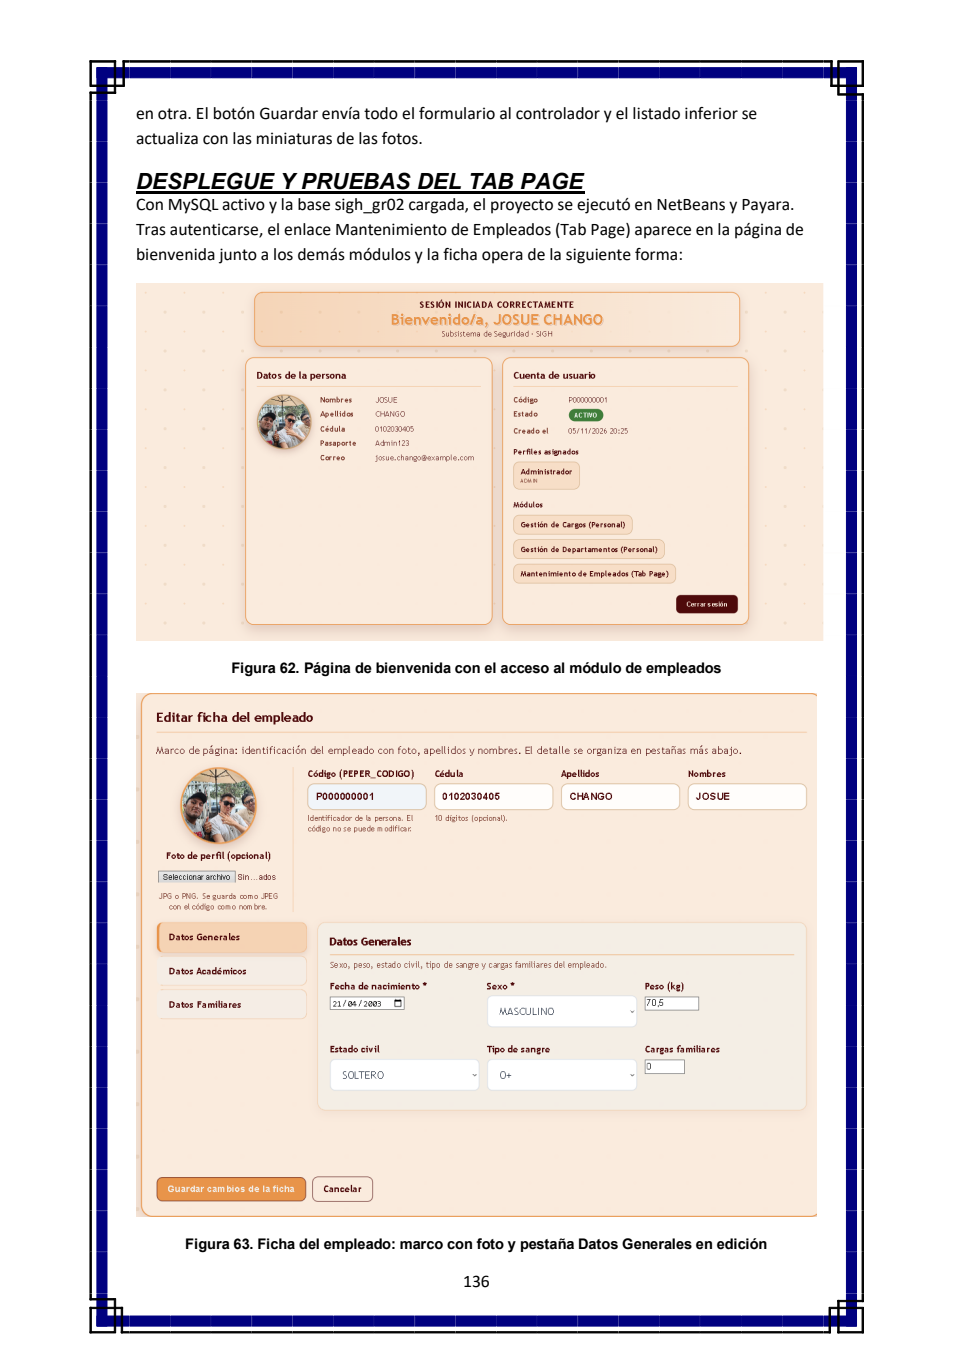 en otra. El botón Guardar envía todo el formulario al controlador y el listado inferior se
actualiza con las miniaturas de las fotos.
DESPLEGUE Y PRUEBAS DEL TAB PAGE
Con MySQL activo y la base sigh_gr02 cargada, el proyecto se ejecutó en NetBeans y Payara.
Tras autenticarse, el enlace Mantenimiento de Empleados (Tab Page) aparece en la página de
bienvenida junto a los demás módulos y la ficha opera de la siguiente forma:
SESIÓN INICIADA CORRECTAMENTE
Bienvenido/a, JOSUE CHANGO
Subsistema de Seguridad · SIGH
Datos de la persona
Nombres JOSUE
Apellidos CHANGO
Cédula 0102030405
Pasaporte Admin123
Correo josue.chango@example.com
Cuenta de usuario
Código P000000001
Estado ACTIVO
Creado el 05/11/2026 20:25
Perfiles asignados
Administrador
ADMIN
Módulos
Gestión de Cargos (Personal)
Gestión de Departamentos (Personal)
Mantenimiento de Empleados (Tab Page)
Cerrar sesión
Figura 62. Página de bienvenida con el acceso al módulo de empleados
Editar ficha del empleado
Marco de página: identificación del empleado con foto, apellidos y nombres. El detalle se organiza en pestañas más abajo.
Código (PEPER_CODIGO) Cédula Apellidos Nombres
P000000001 0102030405 CHANGO JOSUE
Identificador de la persona. El 10 dígitos (opcional).
código no se puede modificar.
Foto de perfil (opcional)
Seleccionar archivo Sin...ados
JPG o PNG. Se guarda como JPEG
con el código como nombre.
Datos Generales
Datos Académicos
Datos Familiares
Datos Generales
Sexo, peso, estado civil, tipo de sangre y cargas familiares del empleado.
Fecha de nacimiento * Sexo * Peso (kg)
21/04/2003 MASCULINO 70,5
Estado civil Tipo de sangre Cargas familiares
SOLTERO O+ 0
Guardar cambios de la ficha Cancelar
Figura 63. Ficha del empleado: marco con foto y pestaña Datos Generales en edición
136